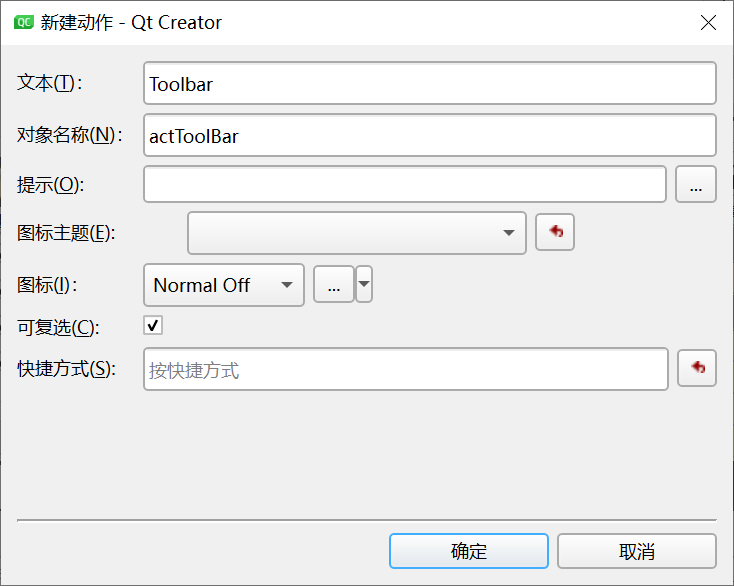 QC 新建动作 - Qt Creator
文本(T): Toolbar
对象名称(N): actToolBar
提示(O): ...
图标主题(E):
图标(I): Normal Off ...
可复选(C):
快捷方式(S): 按快捷方式
确定 取消